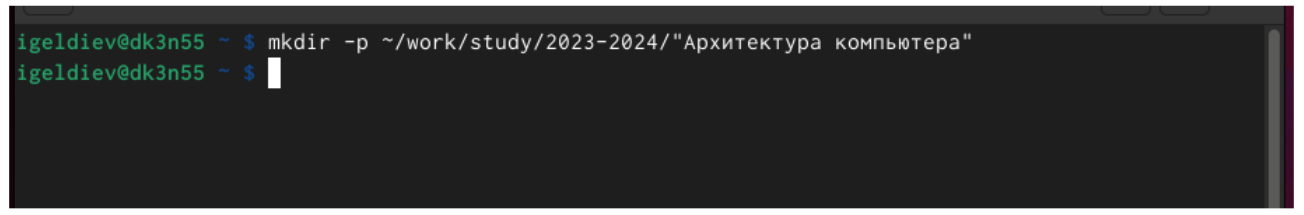 igeldiev@dk3n55 ~ $ mkdir -p ~/work/study/2023-2024/"Архитектура компьютера"
igeldiev@dk3n55 ~ $